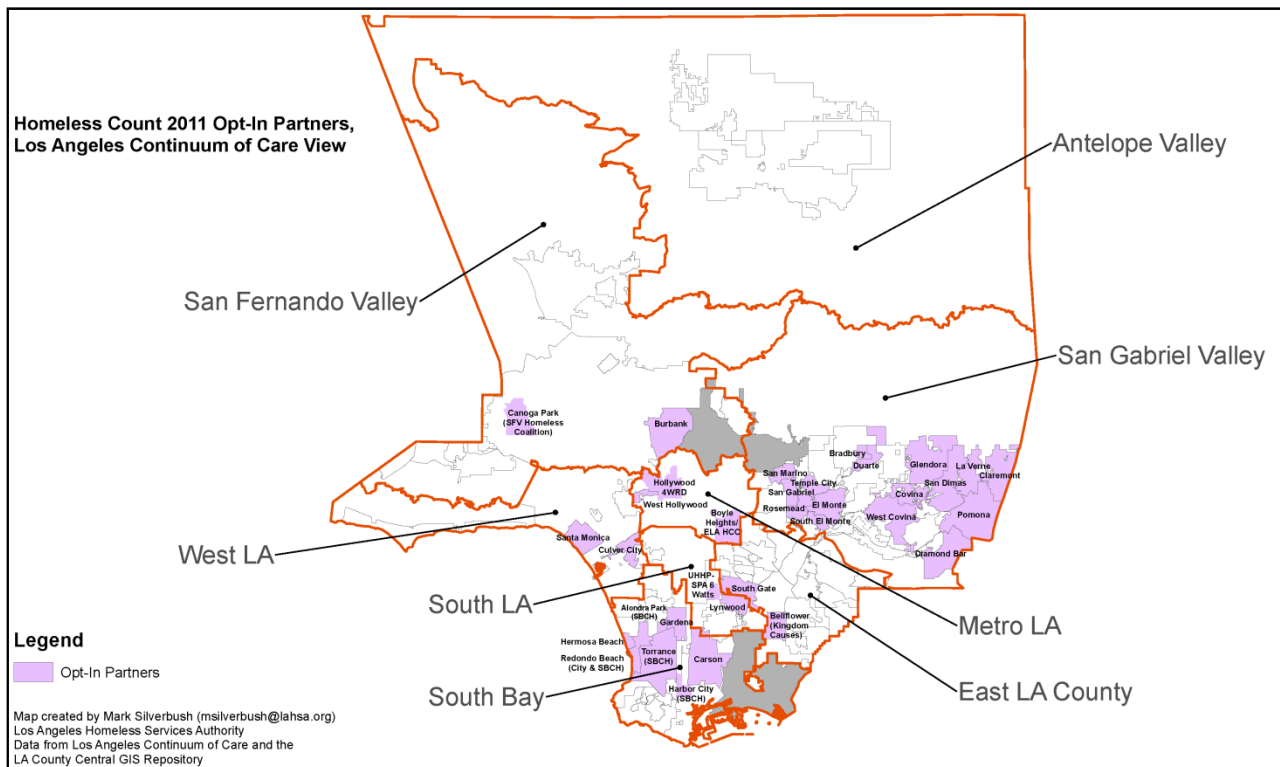 Homeless Count 2011 Opt-In Partners,
Los Angeles Continuum of Care View
Antelope Valley
San Fernando Valley
San Gabriel Valley
Canoga Park
(SFV Homeless
Coalition)
Burbank
Bradbury
Duarte
Glendora
La Verne
Claremont
San Marino
Temple City
San Dimas
Hollywood
4WRD
San Gabriel
Covina
West Hollywood
Rosemead
El Monte
West Covina
Pomona
Boyle
Heights/
ELA HCC
South El Monte
Santa Monica
Culver City
Diamond Bar
West LA
UHHP-
SPA 6
Watts
South Gate
South LA
Lynwood
Alondra Park
(SBCH)
Gardena
Bellflower
(Kingdom
Causes)
Metro LA
Hermosa Beach
Torrance
(SBCH)
Carson
Redondo Beach
(City & SBCH)
Harbor City
(SBCH)
South Bay
East LA County
Legend
Opt-In Partners
Map created by Mark Silverbush (msilverbush@lahsa.org)
Los Angeles Homeless Services Authority
Data from Los Angeles Continuum of Care and the
LA County Central GIS Repository